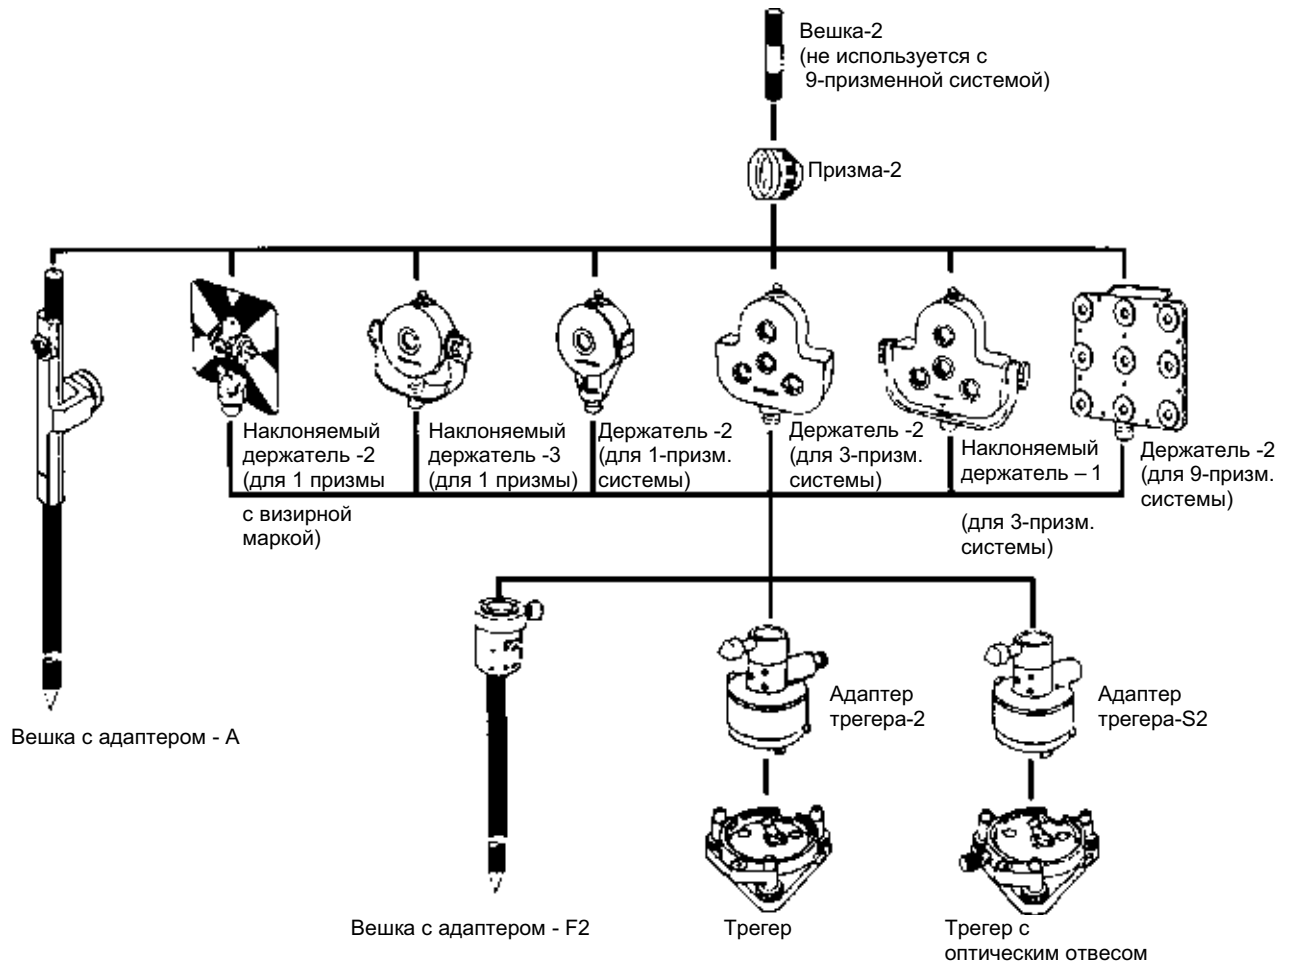 Вешка-2
(не используется с
9-призменной системой)
Призма-2
Наклоняемый
держатель -2
(для 1 призмы
с визирной
маркой)
Наклоняемый
держатель -3
(для 1 призмы)
Держатель -2
(для 1-призм.
системы)
Держатель -2
(для 3-призм.
системы)
Наклоняемый
держатель – 1
(для 3-призм.
системы)
Держатель -2
(для 9-призм.
системы)
Вешка с адаптером - А
Адаптер
трегера-2
Адаптер
трегера-S2
Вешка с адаптером - F2
Трегер
Трегер с
оптическим отвесом